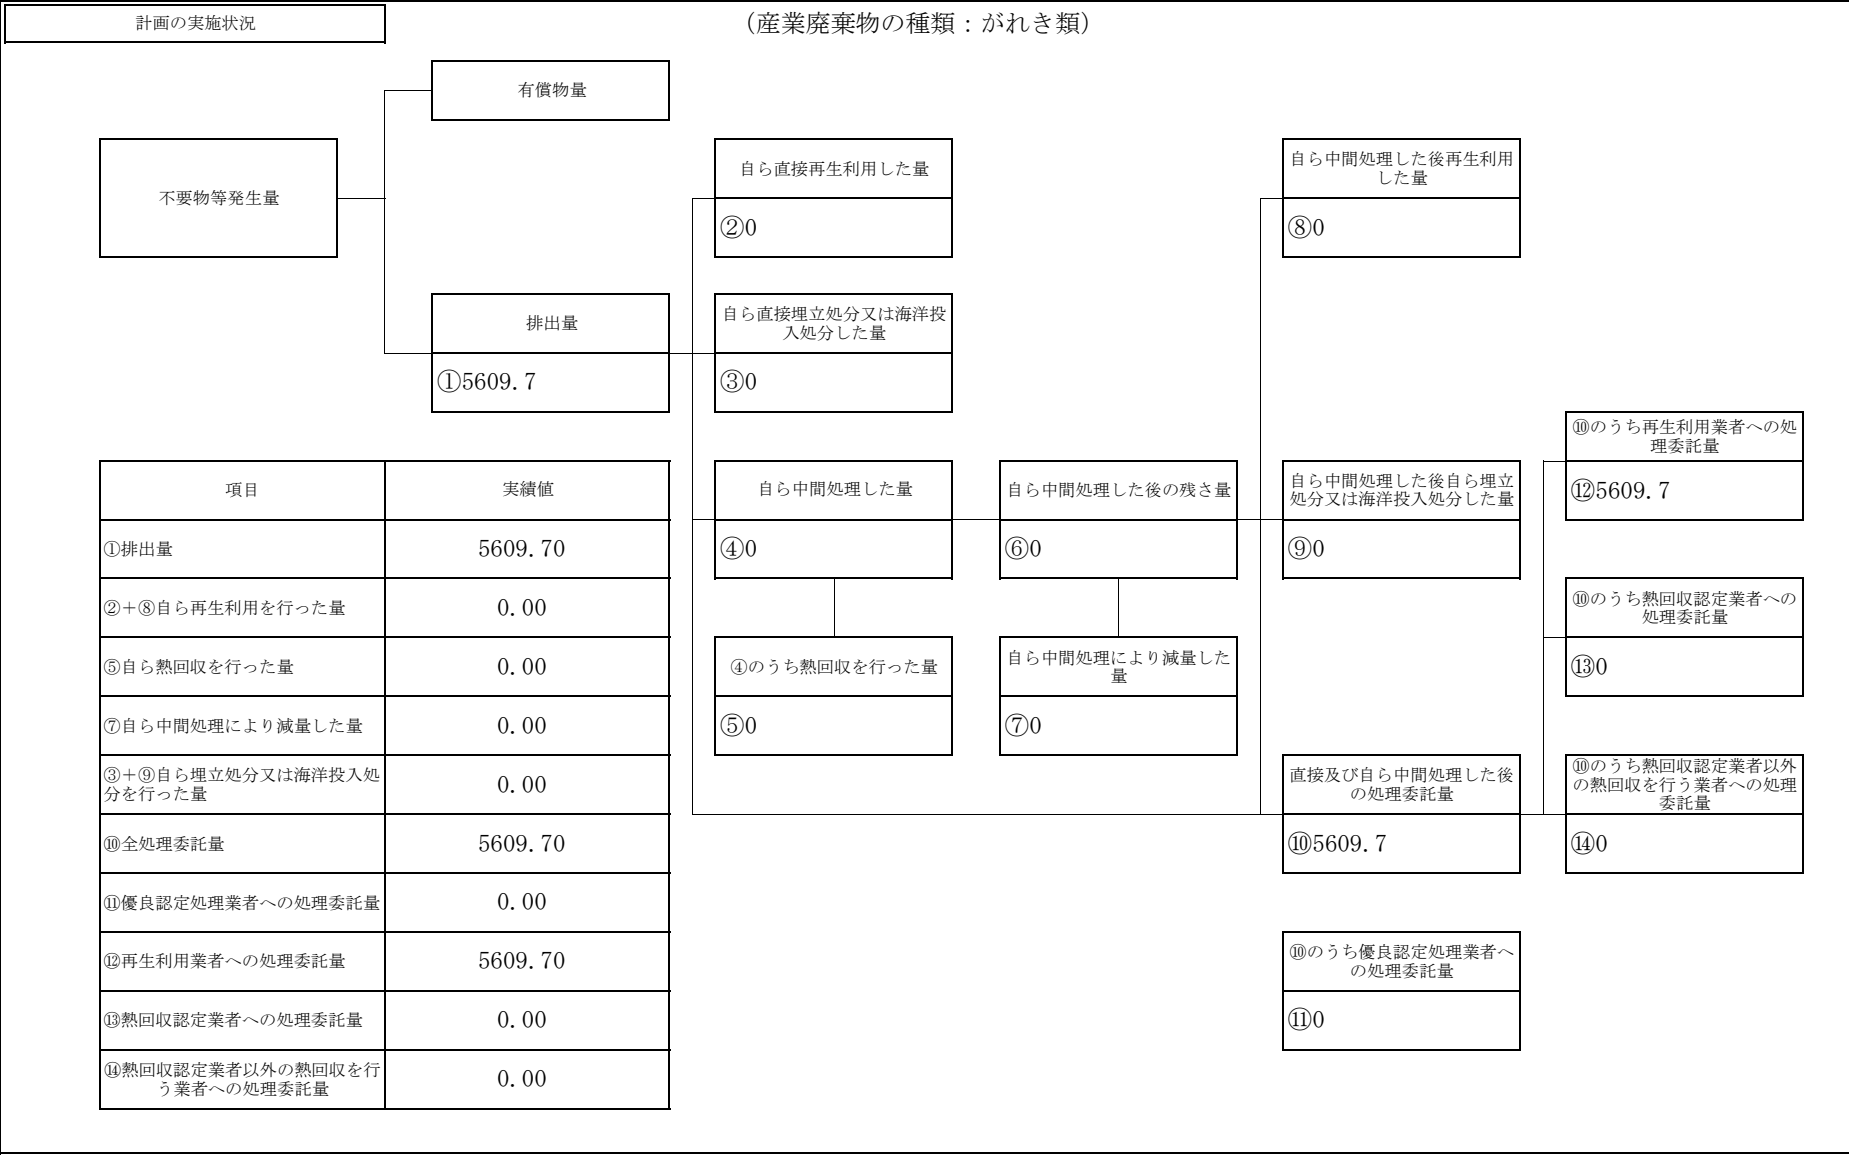 計画の実施状況
（産業廃棄物の種類：がれき類）
有償物量
不要物等発生量
自ら直接再生利用した量
②0
自ら中間処理した後再生利用
した量
⑧0
排出量
①5609.7
自ら直接埋立処分又は海洋投
入処分した量
③0
⑩のうち再生利用業者への処
理委託量
⑫5609.7
自ら中間処理した量
④0
自ら中間処理した後の残さ量
⑥0
自ら中間処理した後自ら埋立
処分又は海洋投入処分した量
⑨0
⑩のうち熱回収認定業者への
処理委託量
⑬0
④のうち熱回収を行った量
⑤0
自ら中間処理により減量した
量
⑦0
直接及び自ら中間処理した後
の処理委託量
⑩5609.7
⑩のうち熱回収認定業者以外
の熱回収を行う業者への処理
委託量
⑭0
⑩のうち優良認定処理業者へ
の処理委託量
⑪0
項目 実績値
①排出量 5609.70
②＋⑧自ら再生利用を行った量 0.00
⑤自ら熱回収を行った量 0.00
⑦自ら中間処理により減量した量 0.00
③＋⑨自ら埋立処分又は海洋投入処
分を行った量 0.00
⑩全処理委託量 5609.70
⑪優良認定処理業者への処理委託量 0.00
⑫再生利用業者への処理委託量 5609.70
⑬熱回収認定業者への処理委託量 0.00
⑭熱回収認定業者以外の熱回収を行
う業者への処理委託量 0.00